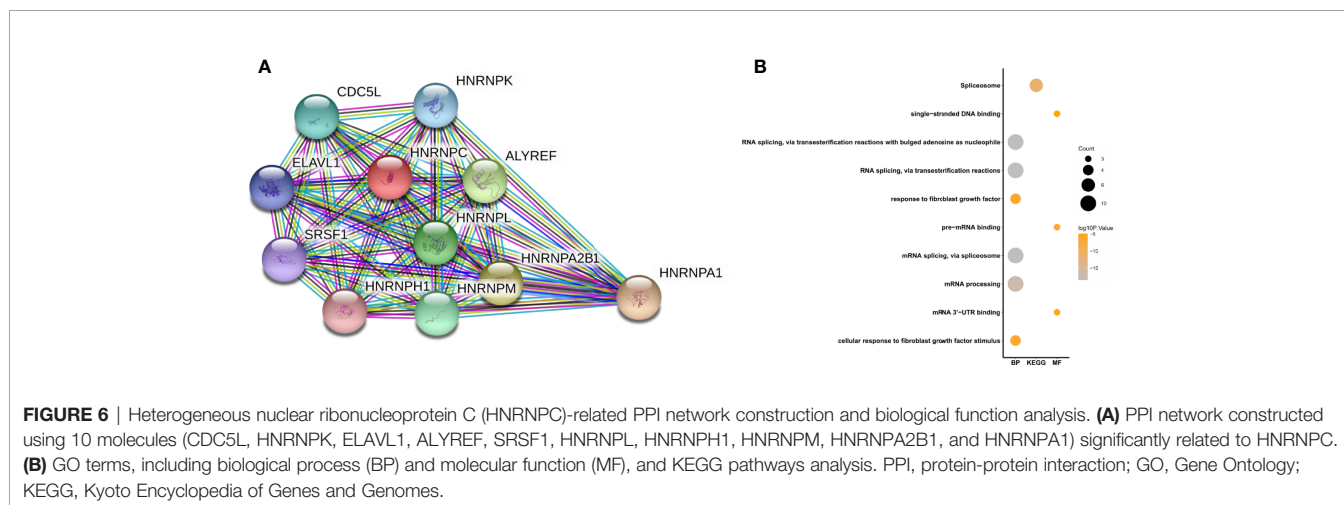 A
B
CDC5L
HNRNPK
HNRNPC
ALYREF
ELAVL1
HNRNPL
SRSF1
HNRNPA2B1
HNRNPA1
HNRNPH1
HNRNPM
Spliceosome
single-stranded DNA binding
RNA splicing, via transesterification reactions with bulged adenosine as nucleophile
RNA splicing, via transesterification reactions
response to fibroblast growth factor
pre-mRNA binding
mRNA splicing, via spliceosome
mRNA processing
mRNA 3'-UTR binding
cellular response to fibroblast growth factor stimulus
BP KEGG MF
Count
3
4
6
10
log10P.Value
-5
-10
-15
FIGURE 6 | Heterogeneous nuclear ribonucleoprotein C (HNRNPC)-related PPI network construction and biological function analysis. (A) PPI network constructed
using 10 molecules (CDC5L, HNRNPK, ELAVL1, ALYREF, SRSF1, HNRNPL, HNRNPH1, HNRNPM, HNRNPA2B1, and HNRNPA1) significantly related to HNRNPC.
(B) GO terms, including biological process (BP) and molecular function (MF), and KEGG pathways analysis. PPI, protein-protein interaction; GO, Gene Ontology;
KEGG, Kyoto Encyclopedia of Genes and Genomes.